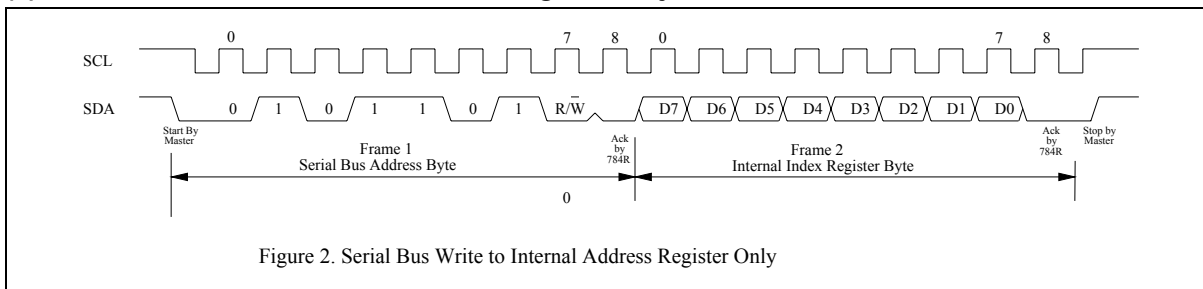 0 7 8 0 7 8
SCL
SDA 0 1 0 1 1 0 1 R/W̅ D7 D6 D5 D4 D3 D2 D1 D0
Start By
Master
Ack
by
784R
Ack
by
784R
Stop by
Master
Frame 1
Serial Bus Address Byte
Frame 2
Internal Index Register Byte
0
Figure 2. Serial Bus Write to Internal Address Register Only